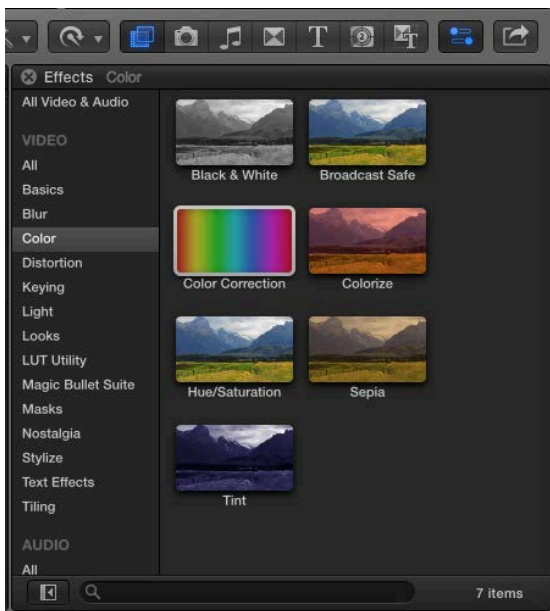 T
2
T
Effects Color
All Video & Audio
VIDEO
All
Basics
Blur
Color
Distortion
Keying
Light
Looks
LUT Utility
Magic Bullet Suite
Masks
Nostalgia
Stylize
Text Effects
Tiling
AUDIO
All
Black & White
Broadcast Safe
Color Correction
Colorize
Hue/Saturation
Sepia
Tint
7 items